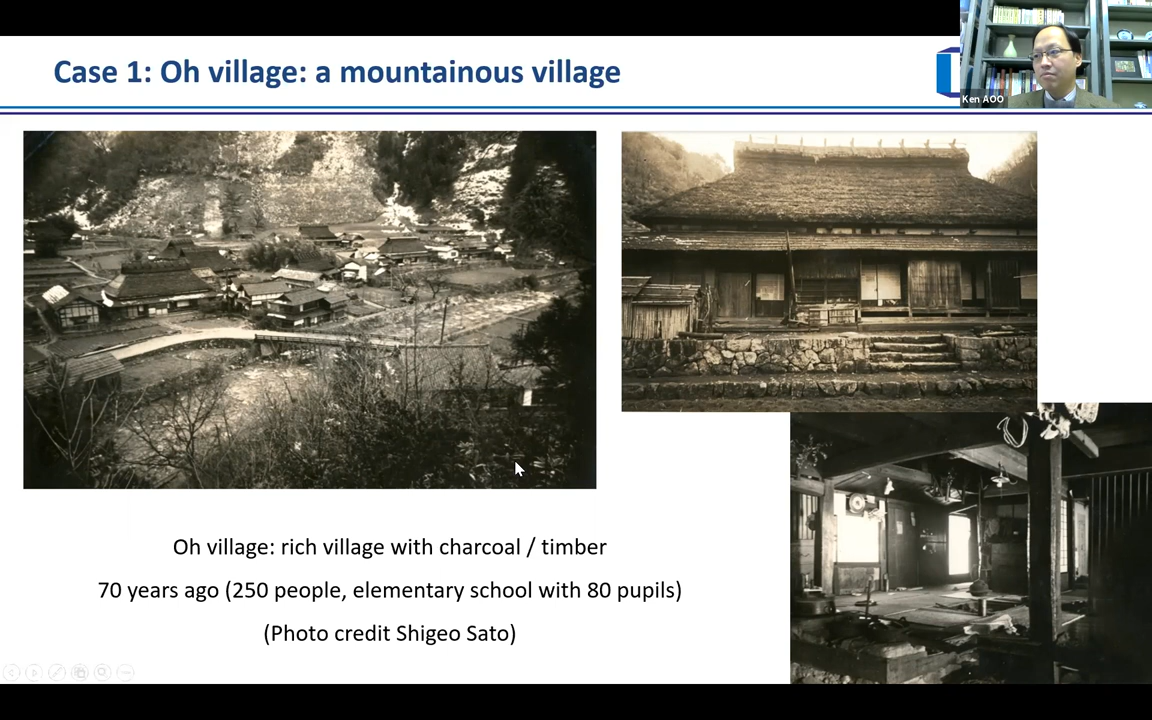 Case 1: Oh village: a mountainous village
Ken AOO
Oh village: rich village with charcoal / timber
70 years ago (250 people, elementary school with 80 pupils)
(Photo credit Shigeo Sato)